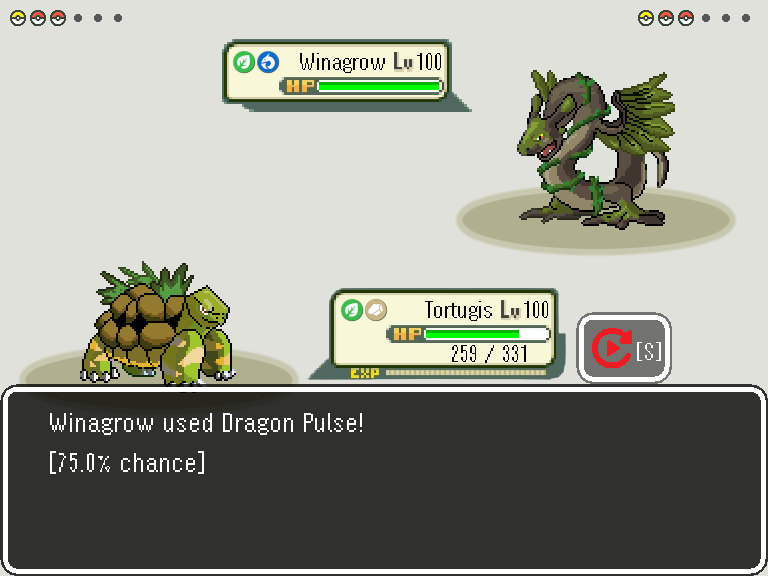 Winagrow Lv100
HP
Tortugis Lv100
HP
259 / 331
EXP
[S]
Winagrow used Dragon Pulse!
[75.0% chance]